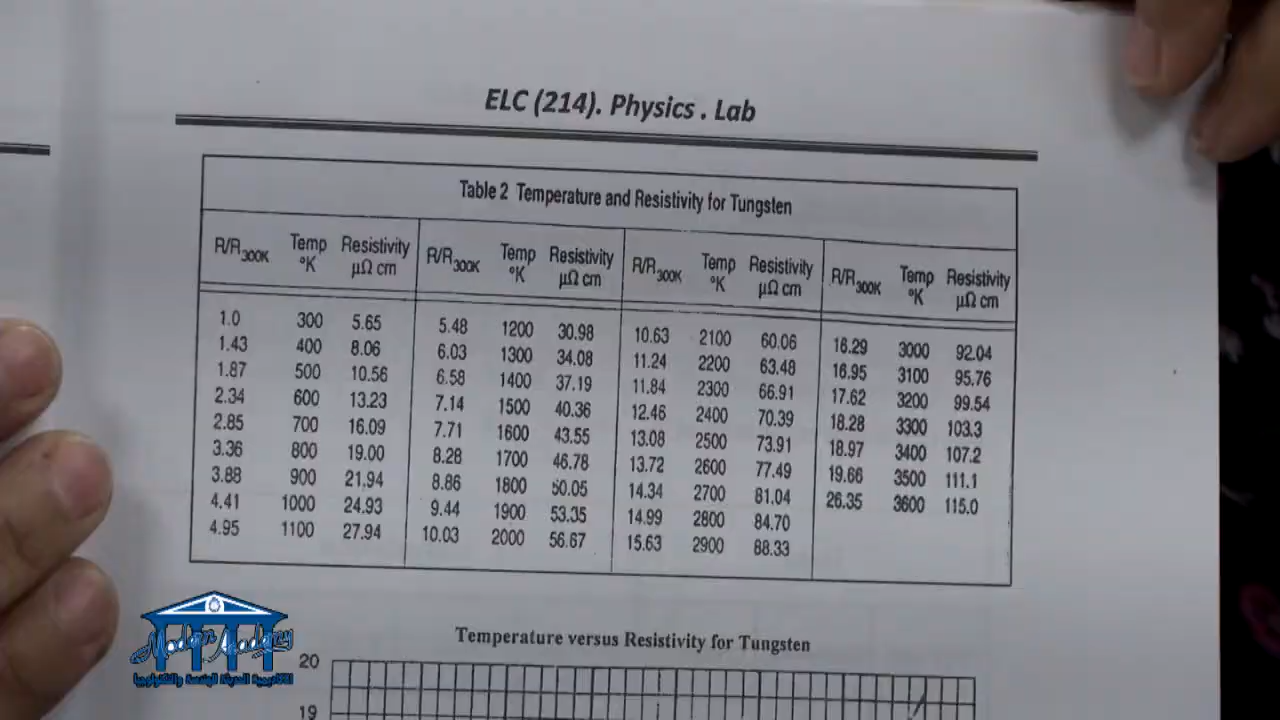 ELC (214). Physics . Lab
Table 2 Temperature and Resistivity for Tungsten
R/R300K Temp °K Resistivity µΩ cm R/R300K Temp °K Resistivity µΩ cm R/R300K Temp °K Resistivity µΩ cm R/R300K Temp °K Resistivity µΩ cm
1.0 300 5.65 5.48 1200 30.98 10.63 2100 60.06 16.29 3000 92.04
1.43 400 8.06 6.03 1300 34.08 11.24 2200 63.48 16.95 3100 95.76
1.87 500 10.56 6.58 1400 37.19 11.84 2300 66.91 17.62 3200 99.54
2.34 600 13.23 7.14 1500 40.36 12.46 2400 70.39 18.28 3300 103.3
2.85 700 16.09 7.71 1600 43.55 13.08 2500 73.91 18.97 3400 107.2
3.36 800 19.00 8.28 1700 46.78 13.72 2600 77.49 19.66 3500 111.1
3.88 900 21.94 8.86 1800 50.05 14.34 2700 81.04 26.35 3600 115.0
4.41 1000 24.93 9.44 1900 53.35 14.99 2800 84.70
4.95 1100 27.94 10.03 2000 56.67 15.63 2900 88.33
Modern Academy
Temperature versus Resistivity for Tungsten
20
19